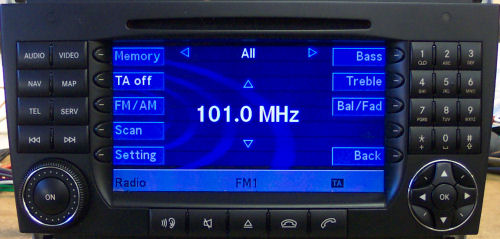 AUDIO VIDEO
NAV MAP
TEL SERV
ON
Memory All Bass
TA off Treble
FM/AM Bal/Fad
101.0 MHz
Scan
Setting Back
Radio FM1 TA
1 2 ABC 3 DEF
4 GHI 5 JKL 6 MNO
7 PQRS 8 TUV 9 WXYZ
* 0 #
+
OK